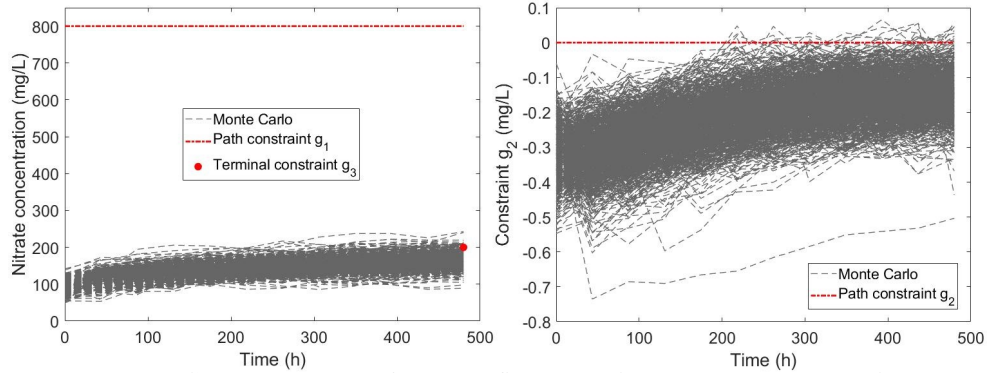 Nitrate concentration (mg/L)
800
700
600
500
400
300
200
100
0
Monte Carlo
Path constraint g1
Terminal constraint g3
0 100 200 300 400 500
Time (h)
Constraint g2 (mg/L)
0.1
0
-0.1
-0.2
-0.3
-0.4
-0.5
-0.6
-0.7
-0.8
Monte Carlo
Path constraint g2
0 100 200 300 400 500
Time (h)